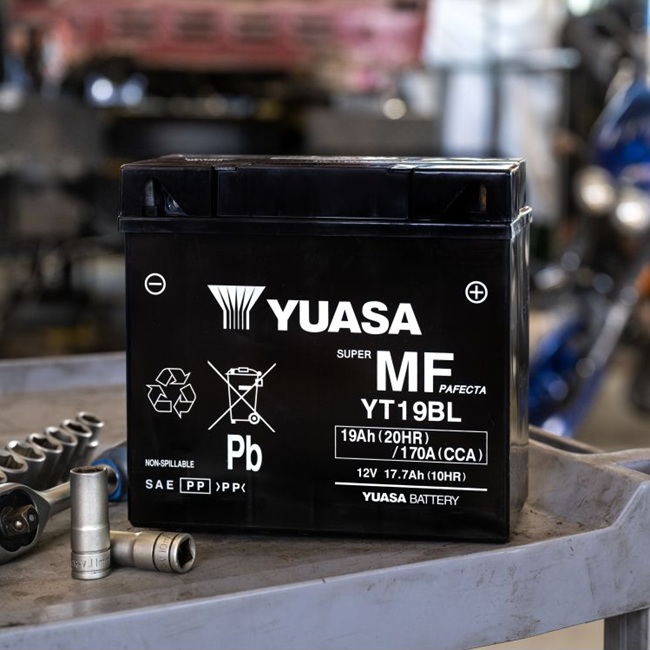 YUASA
SUPER MF PAFECTA
YT19BL
19Ah(20HR)
/170A(CCA)
12V 17.7Ah(10HR)
YUASA BATTERY
Pb
NON-SPILLABLE
SAE PP >PP<